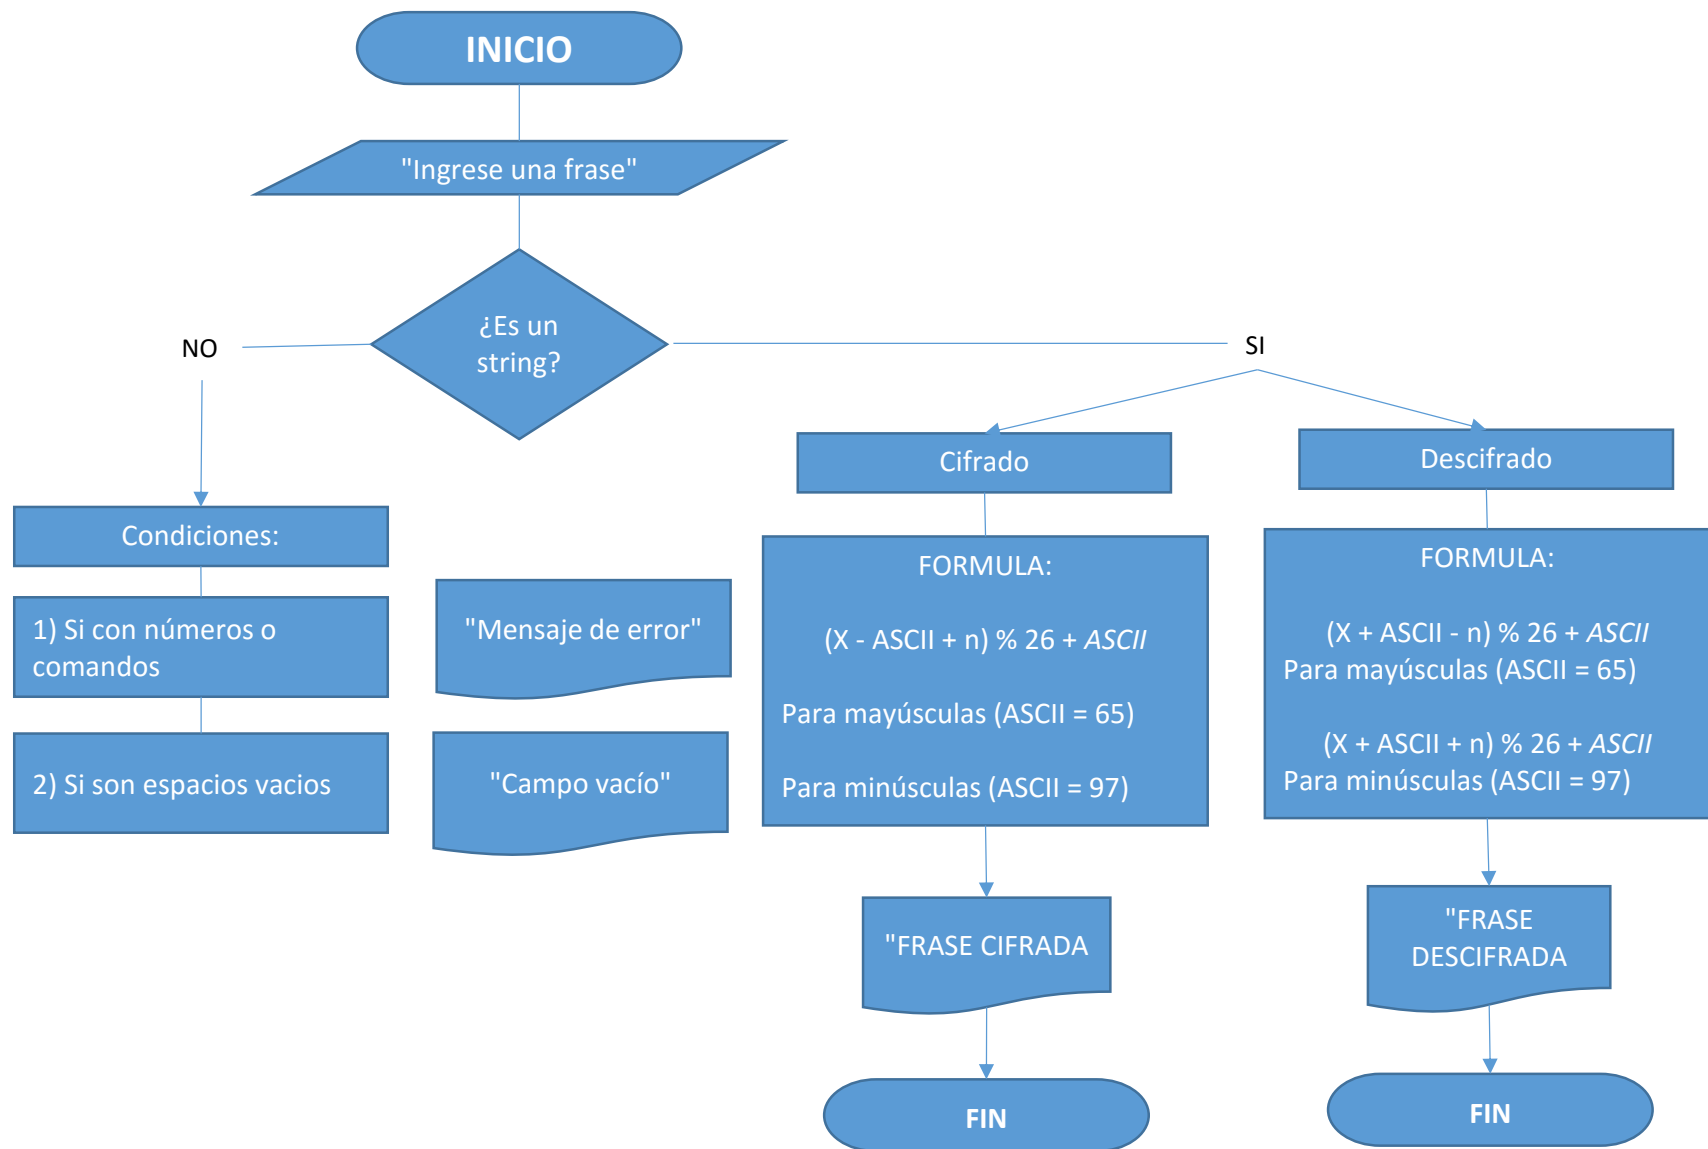 INICIO
"Ingrese una frase"
¿Es un
string?
NO
SI
Condiciones:
1) Si con números o
comandos
2) Si son espacios vacios
"Mensaje de error"
"Campo vacío"
Cifrado
FORMULA:
(X - ASCII + n) % 26 + ASCII
Para mayúsculas (ASCII = 65)
Para minúsculas (ASCII = 97)
"FRASE CIFRADA
FIN
Descifrado
FORMULA:
(X + ASCII - n) % 26 + ASCII
Para mayúsculas (ASCII = 65)
(X + ASCII + n) % 26 + ASCII
Para minúsculas (ASCII = 97)
"FRASE
DESCIFRADA
FIN